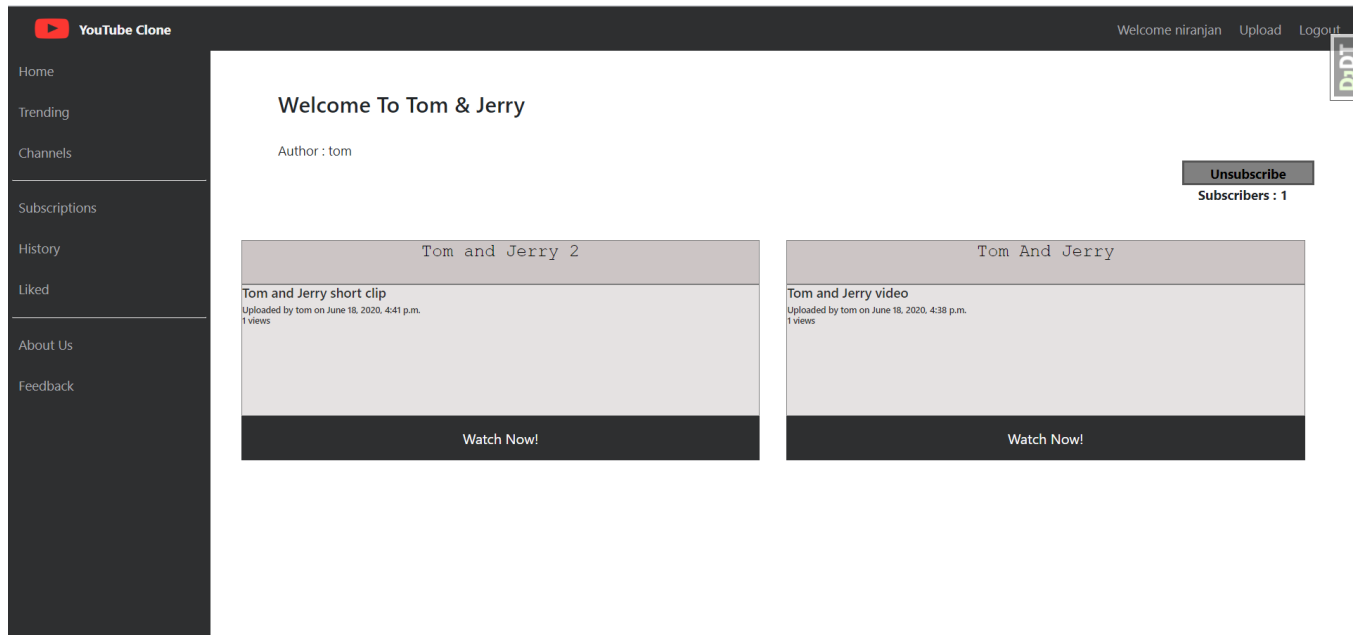 YouTube Clone
Welcome niranjan Upload Logout
DJDT
Home
Trending
Channels
Subscriptions
History
Liked
About Us
Feedback
Welcome To Tom & Jerry
Author : tom
Unsubscribe
Subscribers : 1
Tom and Jerry 2
Tom and Jerry short clip
Uploaded by tom on June 18, 2020, 4:41 p.m.
1 views
Watch Now!
Tom And Jerry
Tom and Jerry video
Uploaded by tom on June 18, 2020, 4:38 p.m.
1 views
Watch Now!